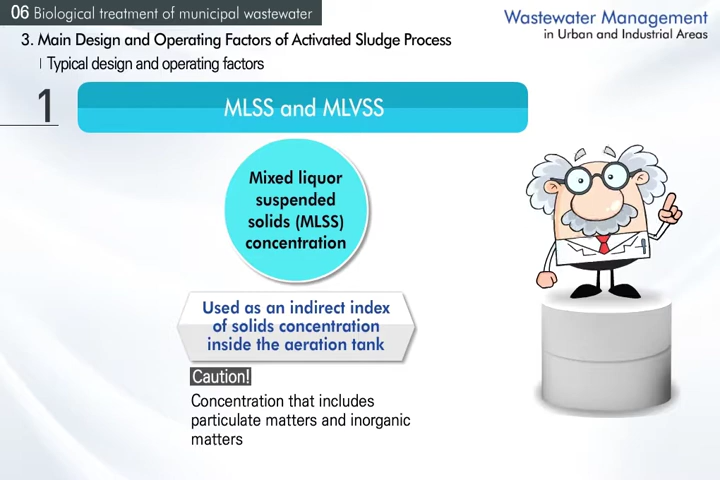 06 Biological treatment of municipal wastewater
Wastewater Management
in Urban and Industrial Areas
3. Main Design and Operating Factors of Activated Sludge Process
| Typical design and operating factors
1
MLSS and MLVSS
Mixed liquor
suspended
solids (MLSS)
concentration
Used as an indirect index
of solids concentration
inside the aeration tank
Caution!
Concentration that includes
particulate matters and inorganic
matters